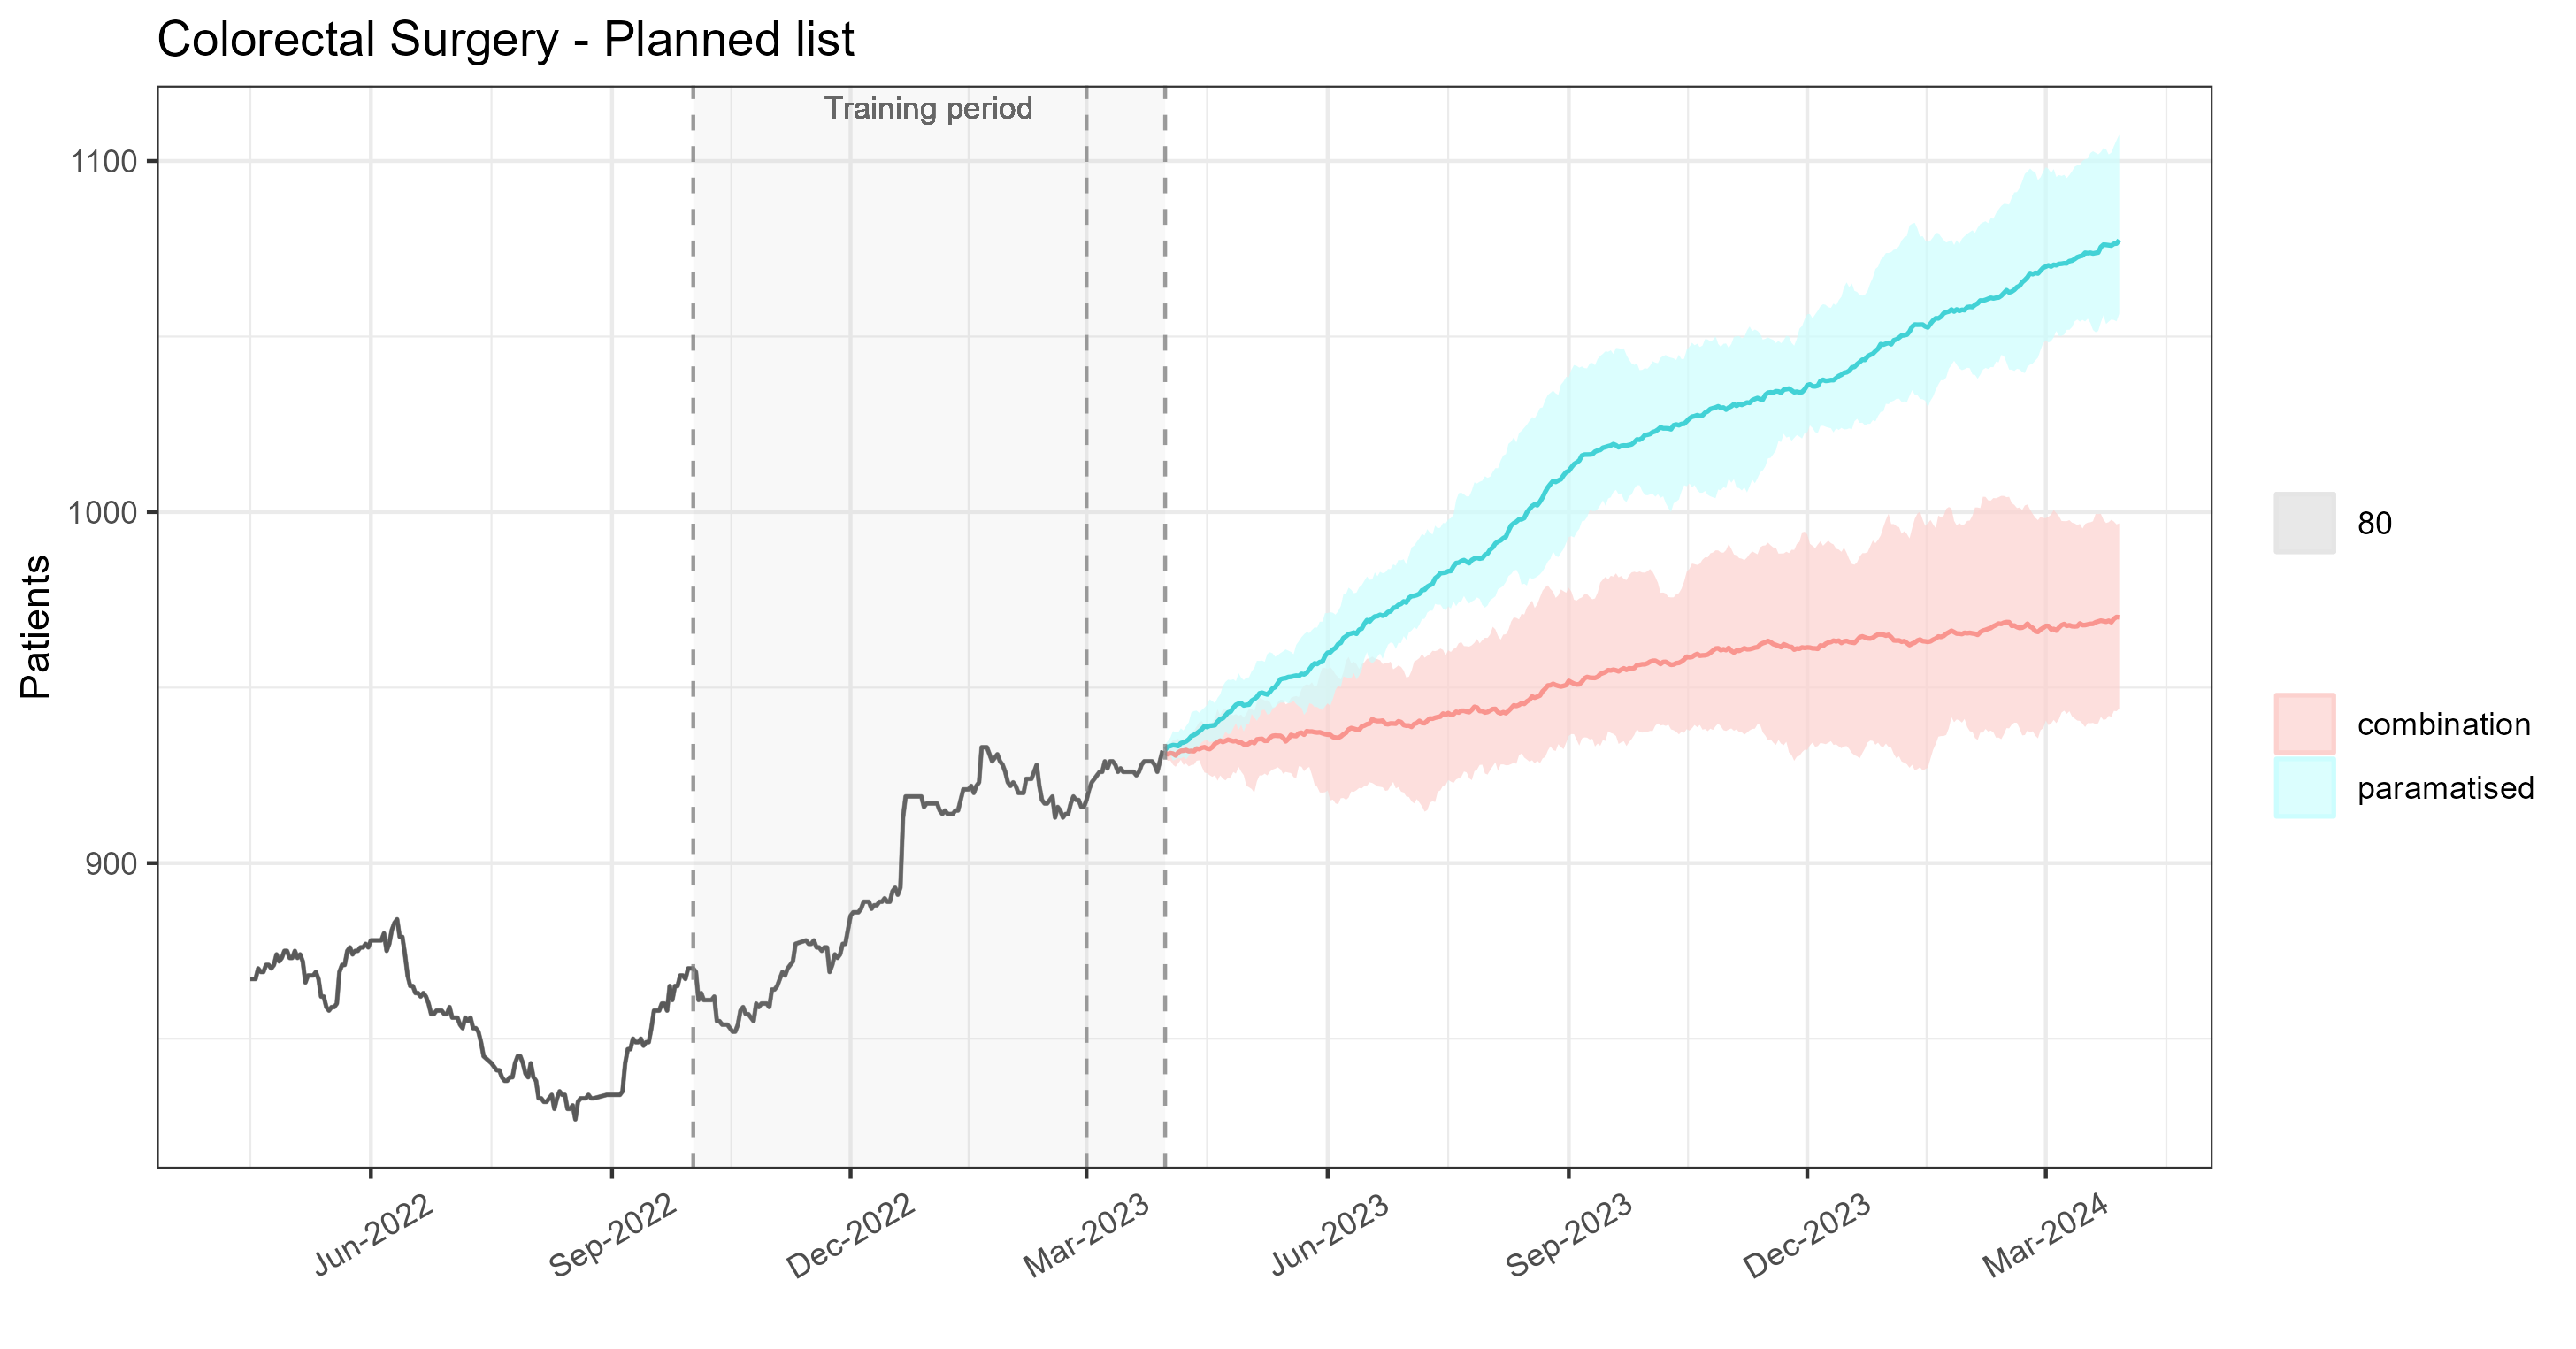 Colorectal Surgery - Planned list
Training period
1100
1000
900
Patients
80
combination
paramatised
Jun-2022
Sep-2022
Dec-2022
Mar-2023
Jun-2023
Sep-2023
Dec-2023
Mar-2024